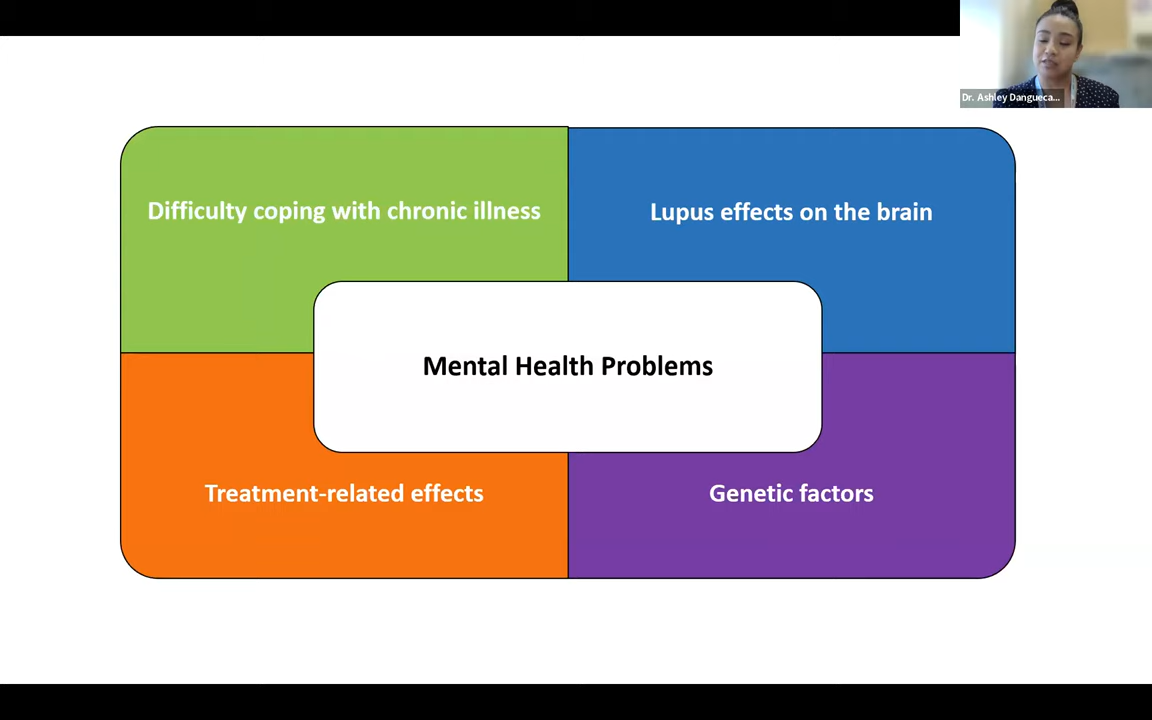 Dr. Ashley Dangueca...
Difficulty coping with chronic illness
Lupus effects on the brain
Mental Health Problems
Treatment-related effects
Genetic factors